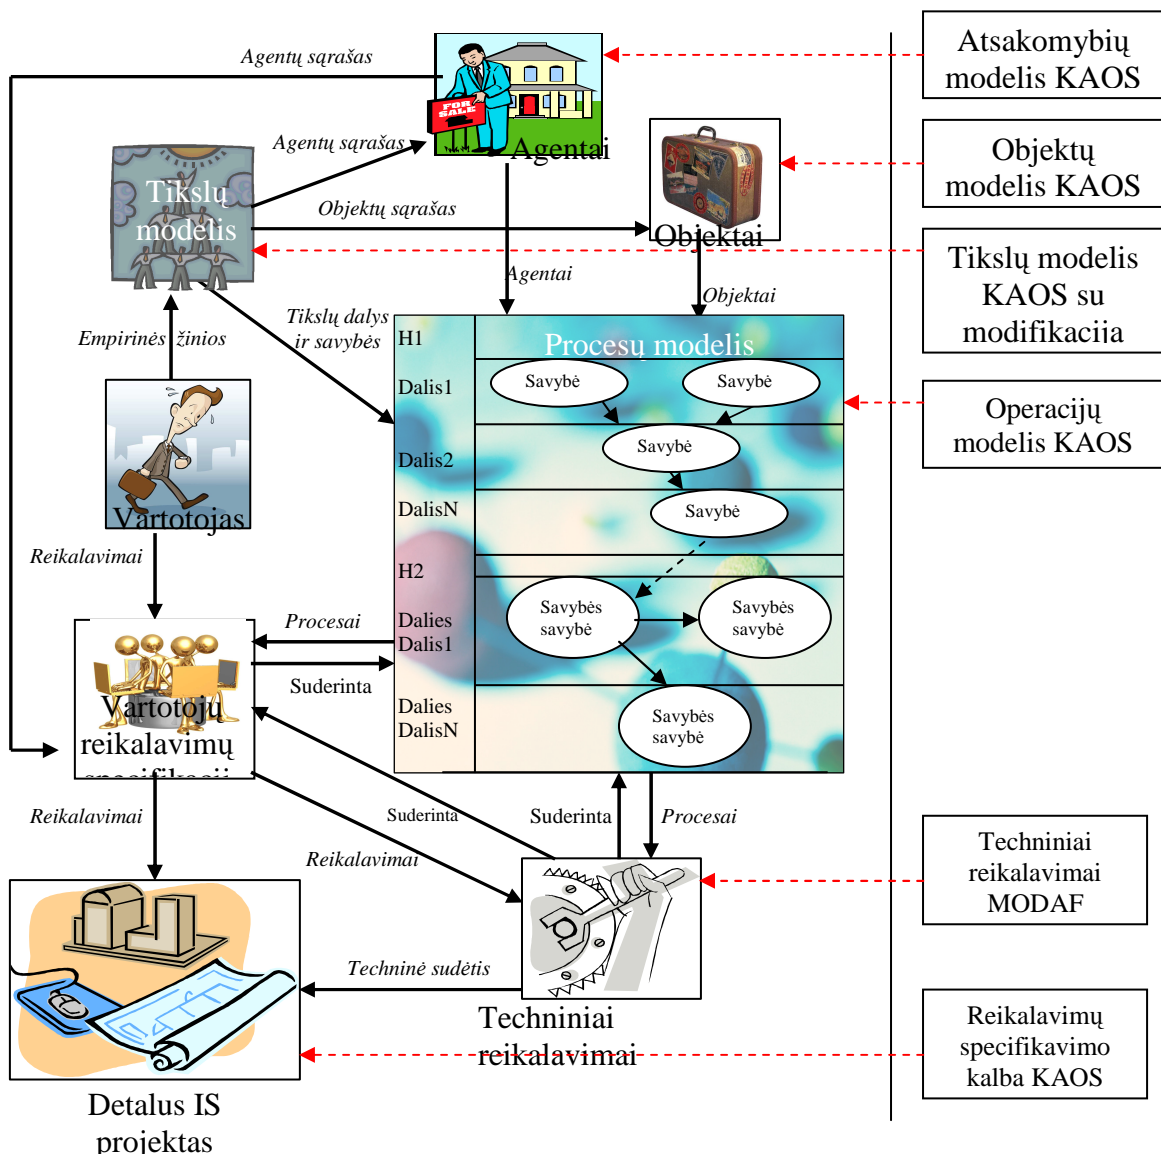 Agentų sąrašas
FOR
SALE
Agentai
Atsakomybių
modelis KAOS
Agentų sąrašas
Objektų
modelis KAOS
Tikslų
modelis
Objektų sąrašas
Objektai
Tikslų modelis
KAOS su
modifikacija
Agentai
Objektai
Empirinės žinios
Tikslų dalys
ir savybės
H1
Procesų modelis
Dalis1
Savybė
Savybė
Operacijų
modelis KAOS
Dalis2
Savybė
DalisN
Savybė
Vartotojas
Reikalavimai
H2
Dalies
Dalis1
Savybės
savybė
Savybės
savybė
Procesai
Suderinta
Dalies
DalisN
Savybės
savybė
Vartotojų
reikalavimų
Reikalavimai
Suderinta
Suderinta
Procesai
Reikalavimai
Techniniai
reikalavimai
MODAF
Techninė sudėtis
Techniniai
reikalavimai
Reikalavimų
specifikavimo
kalba KAOS
Detalus IS
projektas